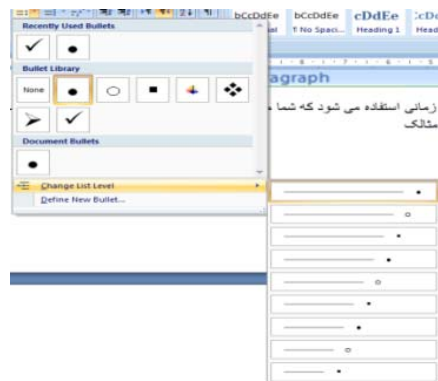 bCcDdEe bCcDdEe cDdEe
¶ No Spaci... Heading 1 Head
Recently Used Bullets
Bullet Library
None
agraph
زمانی استفاده می شود که شما
مثالک
Document Bullets
Change List Level
Define New Bullet...